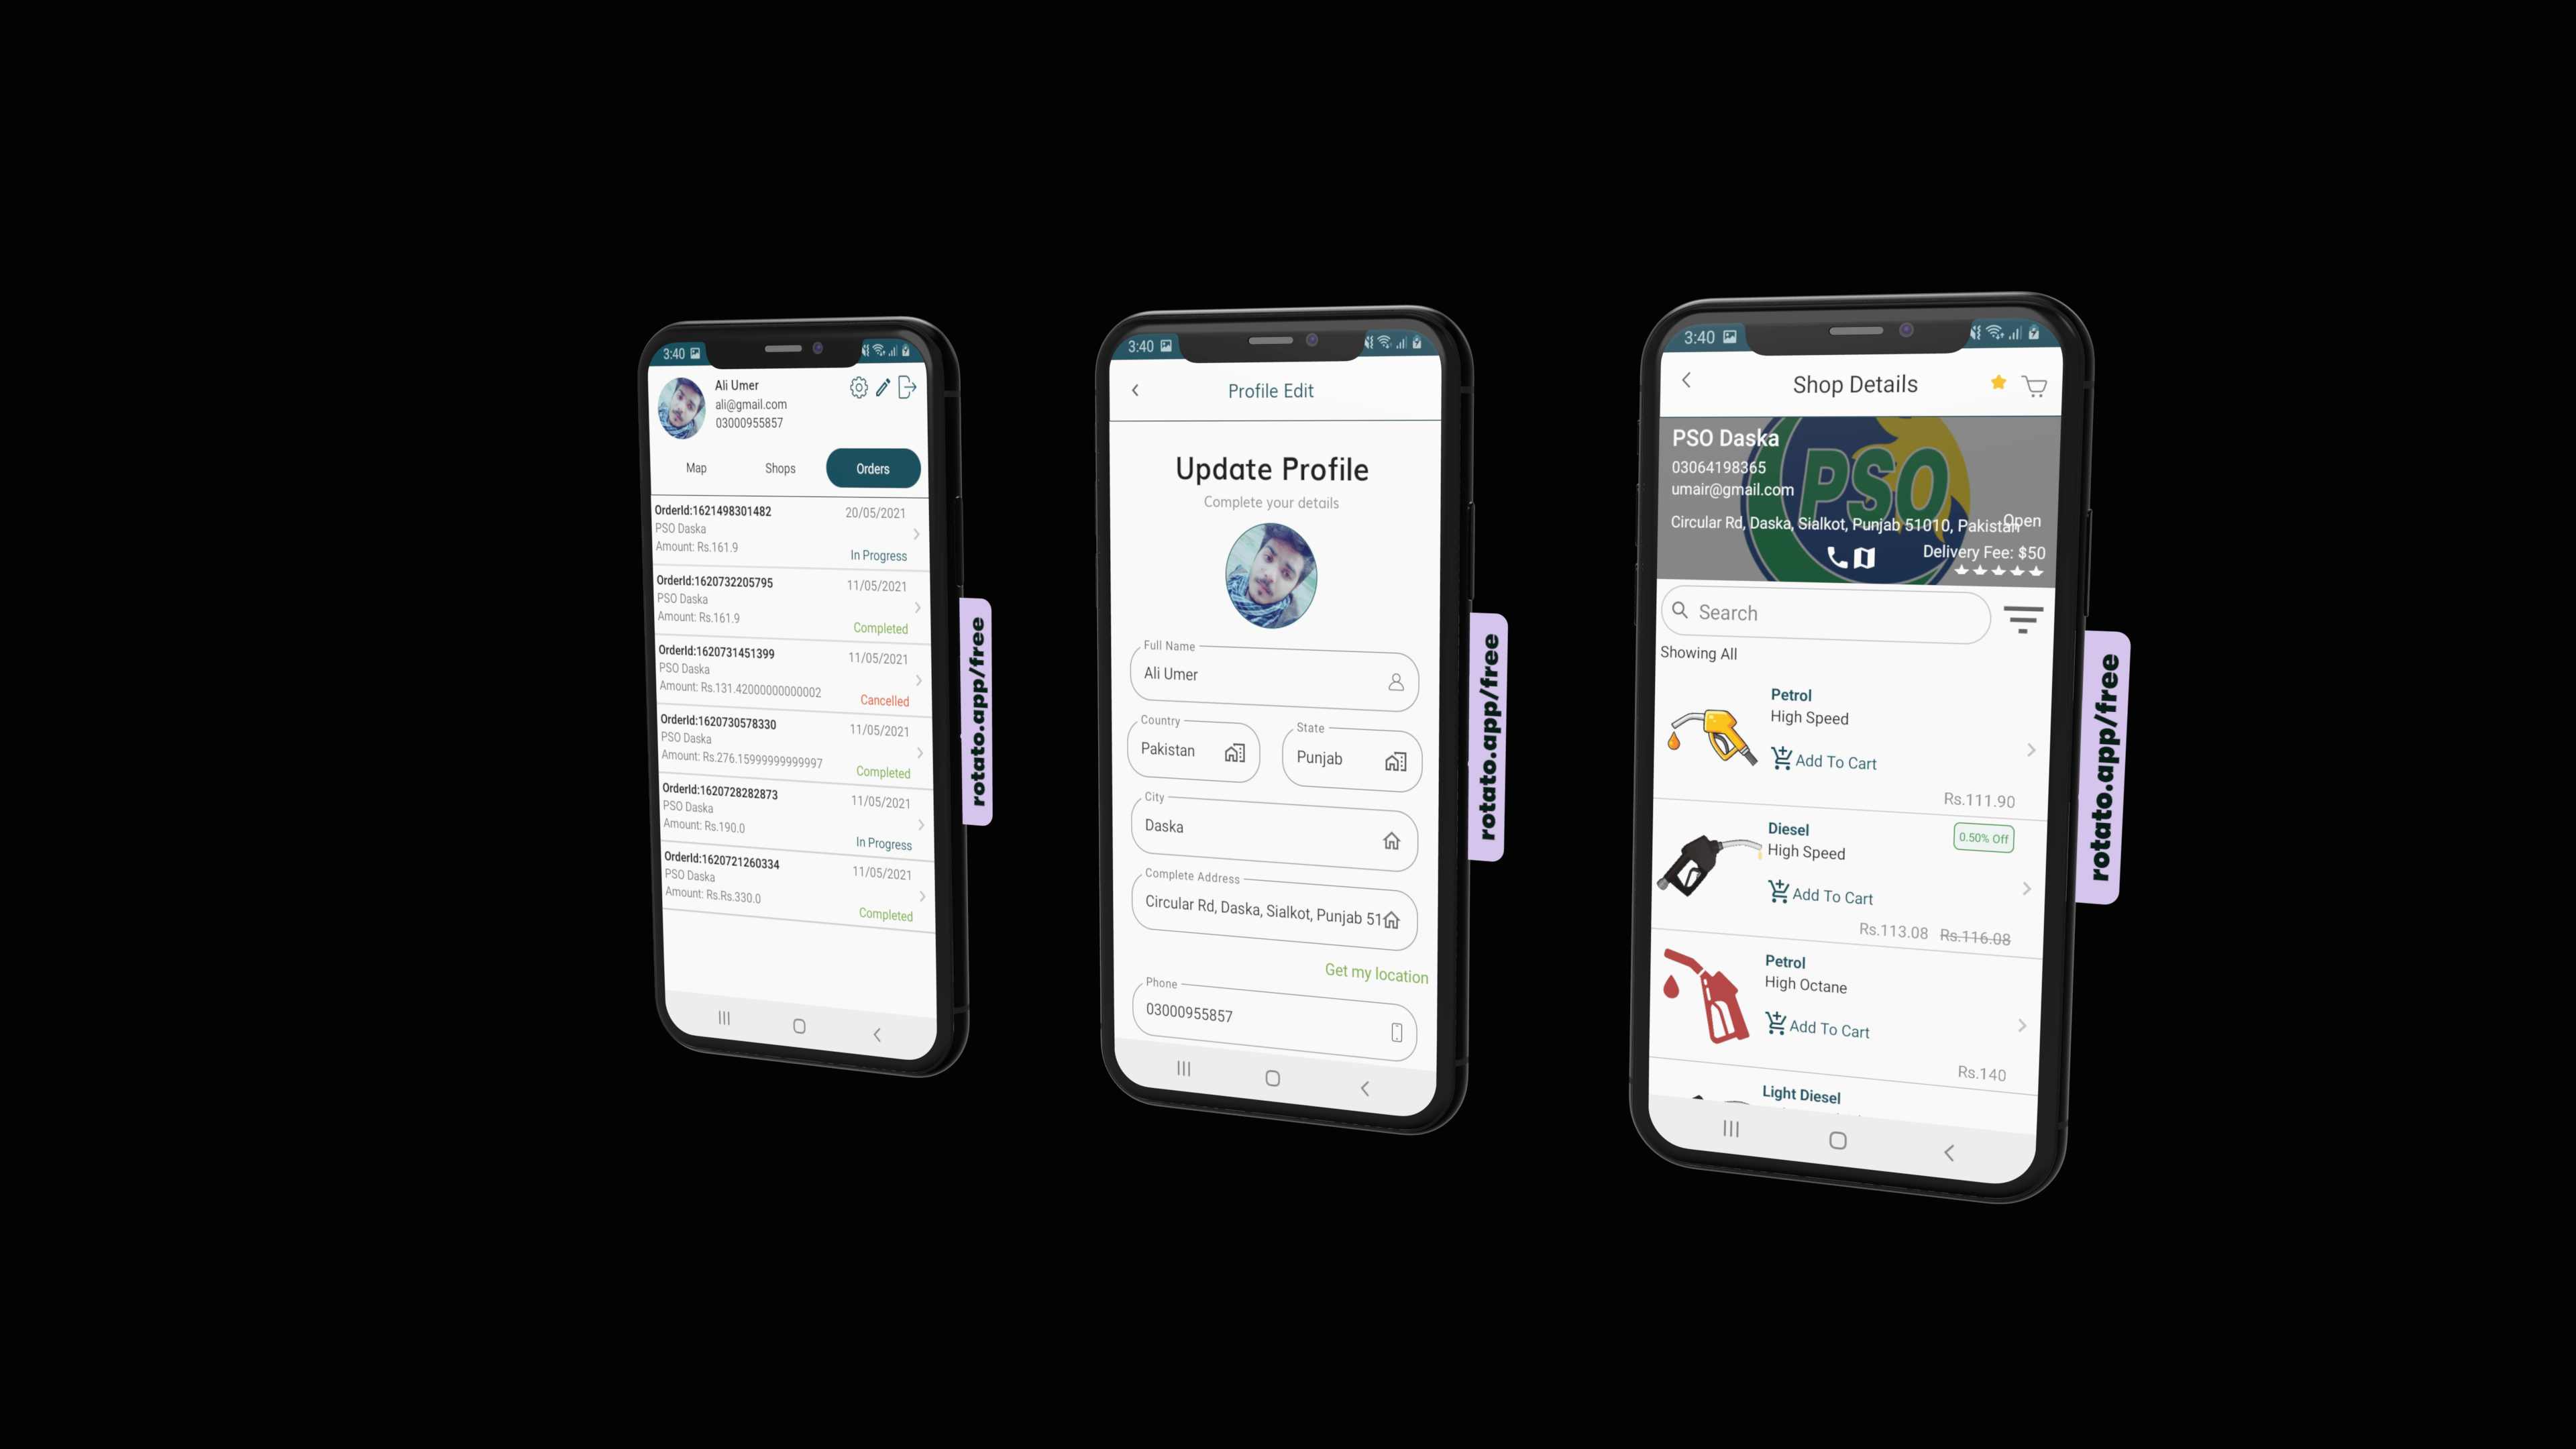 3:40
Ali Umer
ali@gmail.com
03000955857
Map Shops Orders
OrderId:1621498301482 20/05/2021
PSO Daska
Amount: Rs.161.9 In Progress
OrderId:1620732205795 11/05/2021
PSO Daska
Amount: Rs.161.9 Completed
OrderId:1620731451399 11/05/2021
PSO Daska
Amount: Rs.131.42000000000002 Cancelled
OrderId:1620730578330 11/05/2021
PSO Daska
Amount: Rs.276.15999999999997 Completed
OrderId:1620728282873 11/05/2021
PSO Daska
Amount: Rs.190.0 In Progress
OrderId:1620721260334 11/05/2021
PSO Daska
Amount: Rs.Rs.330.0 Completed
rotato.app/free
3:40
Profile Edit
Update Profile
Complete your details
Full Name
Ali Umer
Country State
Pakistan Punjab
City
Daska
Complete Address
Circular Rd, Daska, Sialkot, Punjab 51
Get my location
Phone
03000955857
rotato.app/free
3:40
Shop Details
PSO Daska
03064198365
umair@gmail.com
PSO
Circular Rd, Daska, Sialkot, Punjab 51010, Pakistan
Open
Delivery Fee: $50
Search
Showing All
Petrol
High Speed
Add To Cart
Rs.111.90
Diesel 0.50% Off
High Speed
Add To Cart
Rs.113.08 Rs.116.08
Petrol
High Octane
Add To Cart
Rs.140
Light Diesel
rotato.app/free